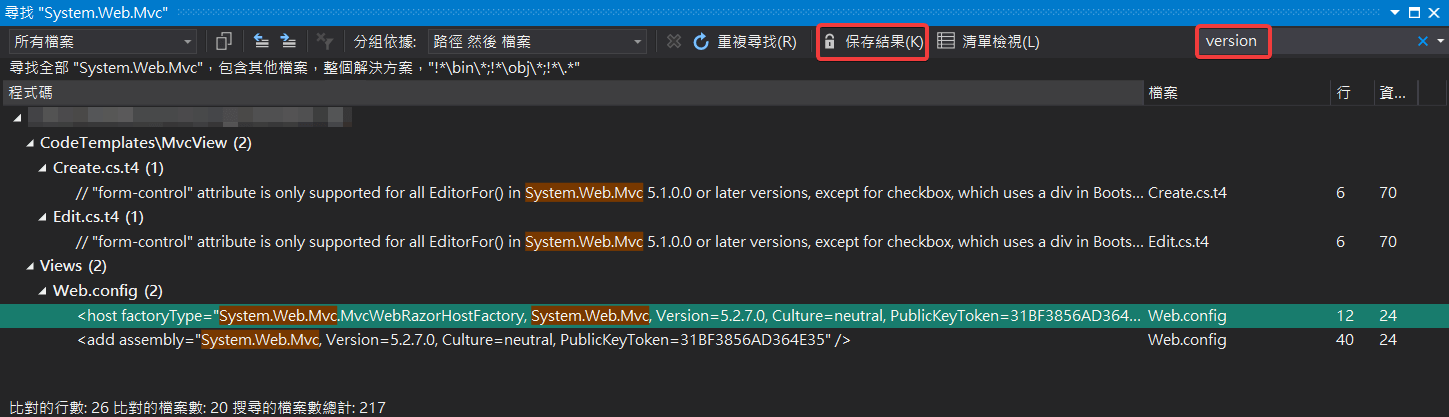 尋找 "System.Web.Mvc"
所有檔案 分組依據: 路徑 然後 檔案 重複尋找(R) 保存結果(K) 清單檢視(L) version
尋找全部 "System.Web.Mvc"，包含其他檔案，整個解決方案，"!*\bin\*;!*\obj\*;!*\.*"
程式碼 檔案 行 資...
CodeTemplates\MvcView (2)
Create.cs.t4 (1)
// "form-control" attribute is only supported for all EditorFor() in System.Web.Mvc 5.1.0.0 or later versions, except for checkbox, which uses a div in Boots... Create.cs.t4 6 70
Edit.cs.t4 (1)
// "form-control" attribute is only supported for all EditorFor() in System.Web.Mvc 5.1.0.0 or later versions, except for checkbox, which uses a div in Boots... Edit.cs.t4 6 70
Views (2)
Web.config (2)
<host factoryType="System.Web.Mvc.MvcWebRazorHostFactory, System.Web.Mvc, Version=5.2.7.0, Culture=neutral, PublicKeyToken=31BF3856AD364... Web.config 12 24
<add assembly="System.Web.Mvc, Version=5.2.7.0, Culture=neutral, PublicKeyToken=31BF3856AD364E35" /> Web.config 40 24
比對的行數: 26 比對的檔案數: 20 搜尋的檔案數總計: 217